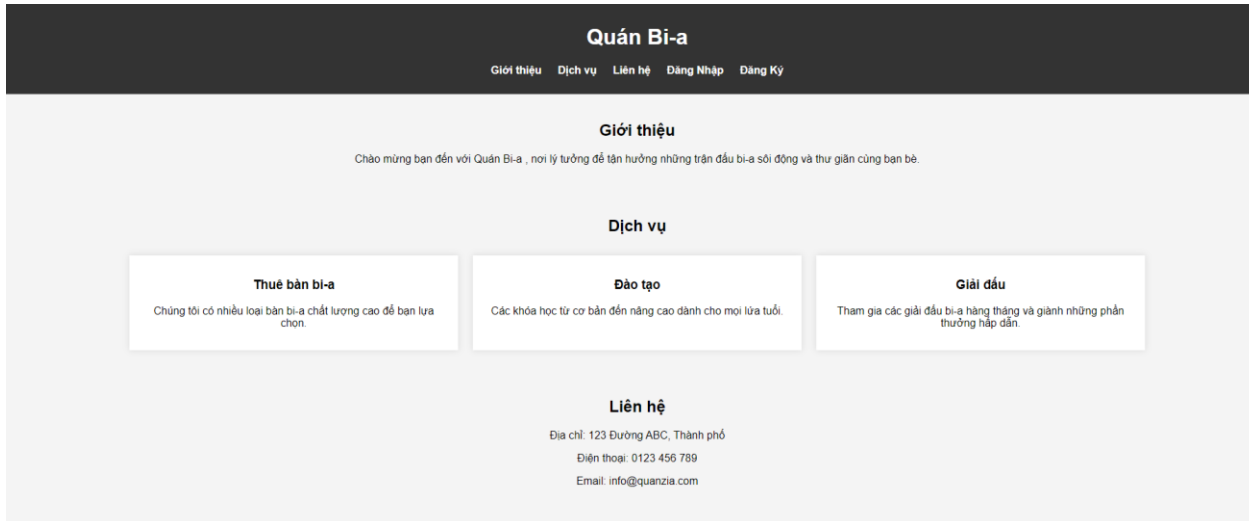 Quán Bi-a
Giới thiệu Dịch vụ Liên hệ Đăng Nhập Đăng Ký
Giới thiệu
Chào mừng bạn đến với Quán Bi-a , nơi lý tưởng để tận hưởng những trận đấu bi-a sôi động và thư giãn cùng bạn bè.
Dịch vụ
Thuê bàn bi-a
Chúng tôi có nhiều loại bàn bi-a chất lượng cao để bạn lựa
chọn.
Đào tạo
Các khóa học từ cơ bản đến nâng cao dành cho mọi lứa tuổi.
Giải đấu
Tham gia các giải đấu bi-a hàng tháng và giành những phần
thưởng hấp dẫn.
Liên hệ
Địa chỉ: 123 Đường ABC, Thành phố
Điện thoại: 0123 456 789
Email: info@quanzia.com